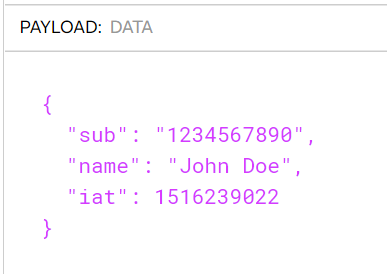 PAYLOAD: DATA
{
"sub": "1234567890",
"name": "John Doe",
"iat": 1516239022
}